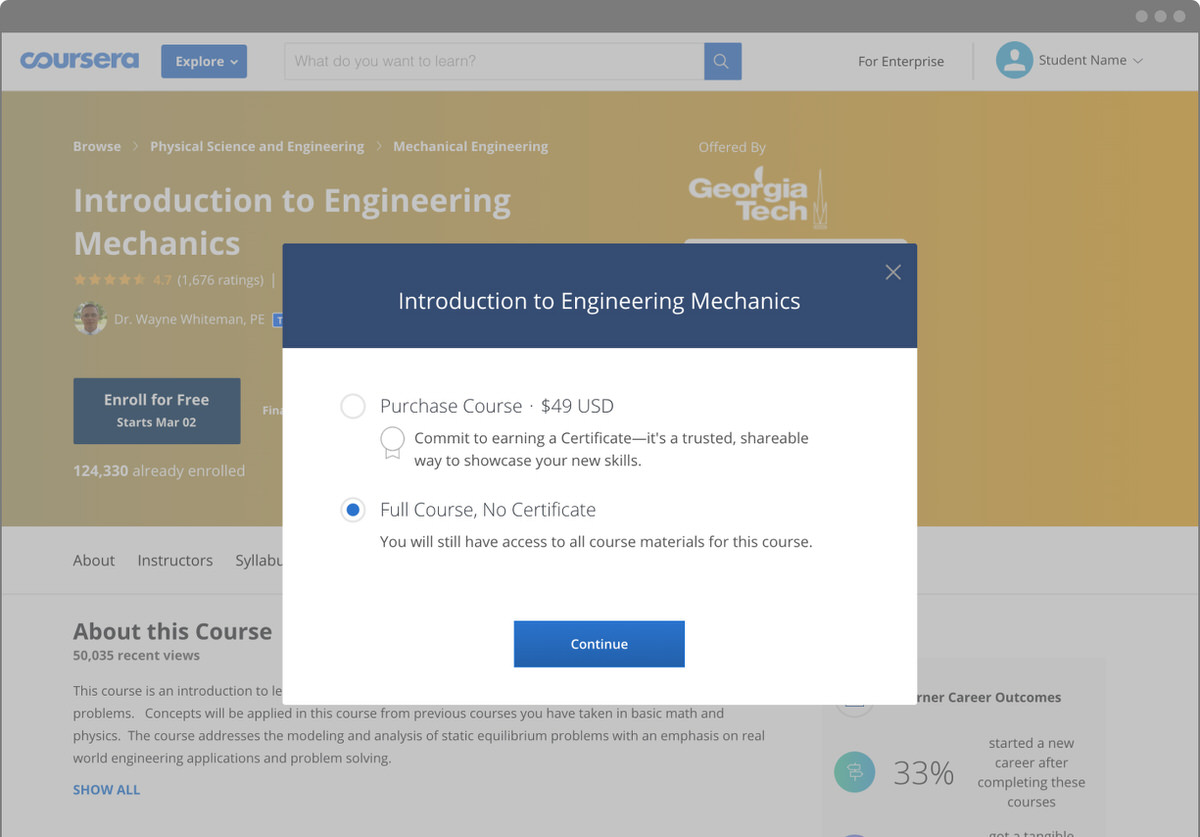 coursera
Explore
What do you want to learn?
For Enterprise
Student Name
Browse
Physical Science and Engineering
Mechanical Engineering
Offered By
Georgia
Tech
Introduction to Engineering
Mechanics
4.7 (1,676 ratings) |
Dr. Wayne Whiteman, PE
Enroll for Free
Starts Mar 02
124,330 already enrolled
Introduction to Engineering Mechanics
Purchase Course · $49 USD
Commit to earning a Certificate—it's a trusted, shareable
way to showcase your new skills.
Full Course, No Certificate
You will still have access to all course materials for this course.
Continue
About
Instructors
Syllabu
About this Course
50,035 recent views
This course is an introduction to le
problems. Concepts will be applied in this course from previous courses you have taken in basic math and
physics. The course addresses the modeling and analysis of static equilibrium problems with an emphasis on real
world engineering applications and problem solving.
SHOW ALL
rner Career Outcomes
33%
started a new
career after
completing these
courses
got a tangible